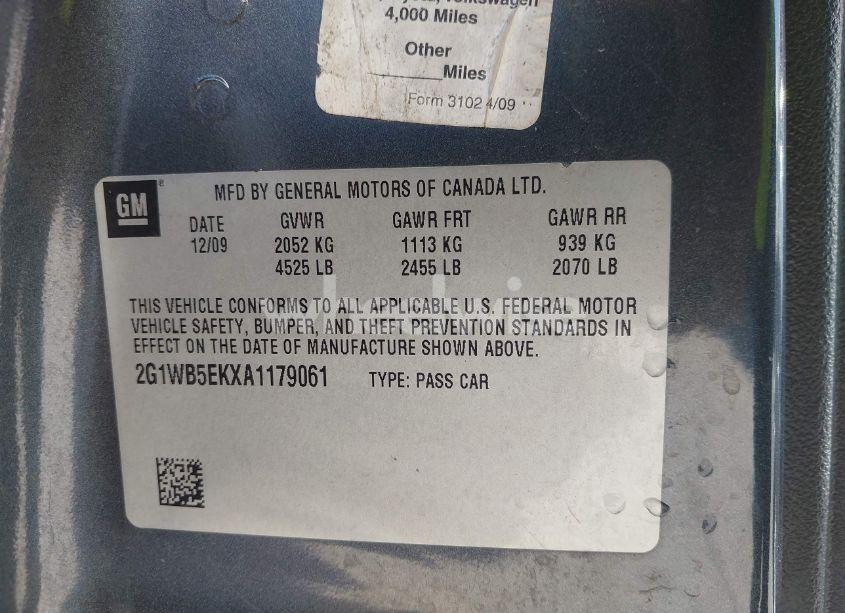 4,000 Miles
Other
______Miles
Form 3102 4/09
GM
MFD BY GENERAL MOTORS OF CANADA LTD.
DATE GVWR GAWR FRT GAWR RR
12/09 2052 KG 1113 KG 939 KG
4525 LB 2455 LB 2070 LB
THIS VEHICLE CONFORMS TO ALL APPLICABLE U.S. FEDERAL MOTOR
VEHICLE SAFETY, BUMPER, AND THEFT PREVENTION STANDARDS IN
EFFECT ON THE DATE OF MANUFACTURE SHOWN ABOVE.
2G1WB5EKXA1179061 TYPE: PASS CAR